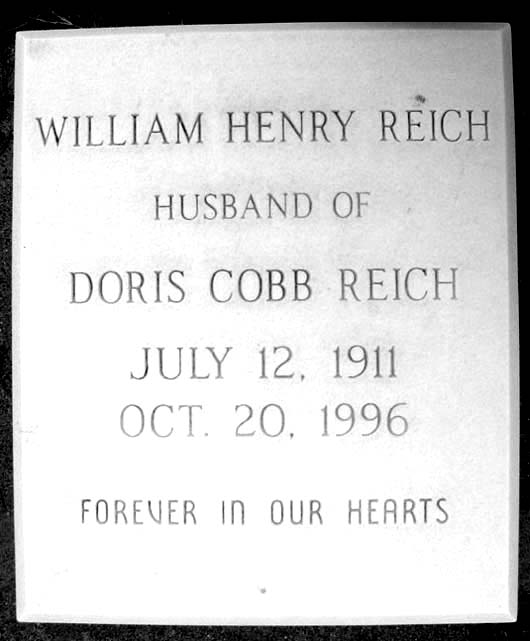 WILLIAM HENRY REICH
HUSBAND OF
DORIS COBB REICH
JULY 12, 1911
OCT. 20, 1996
FOREVER IN OUR HEARTS